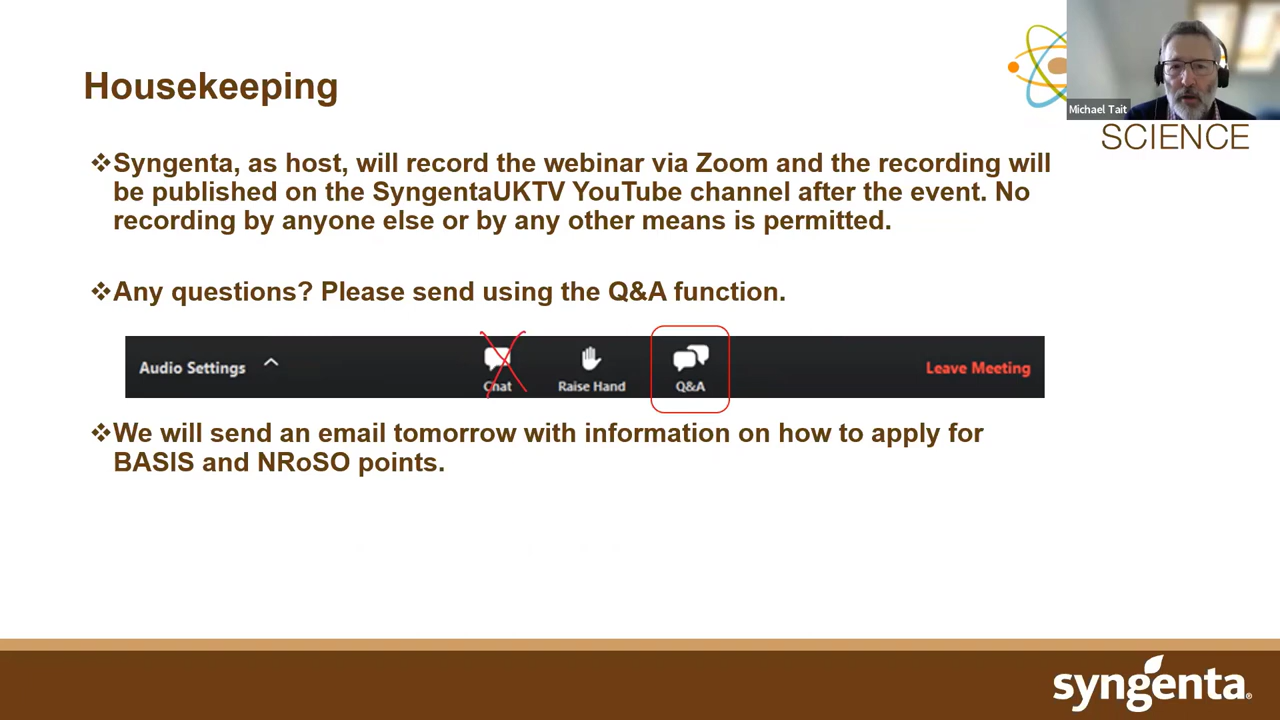 Housekeeping
Michael Tait
SCIENCE
❖Syngenta, as host, will record the webinar via Zoom and the recording will
be published on the SyngentaUKTV YouTube channel after the event. No
recording by anyone else or by any other means is permitted.
❖Any questions? Please send using the Q&A function.
Audio Settings
Chat
Raise Hand
Q&A
Leave Meeting
❖We will send an email tomorrow with information on how to apply for
BASIS and NRoSO points.
syngenta®